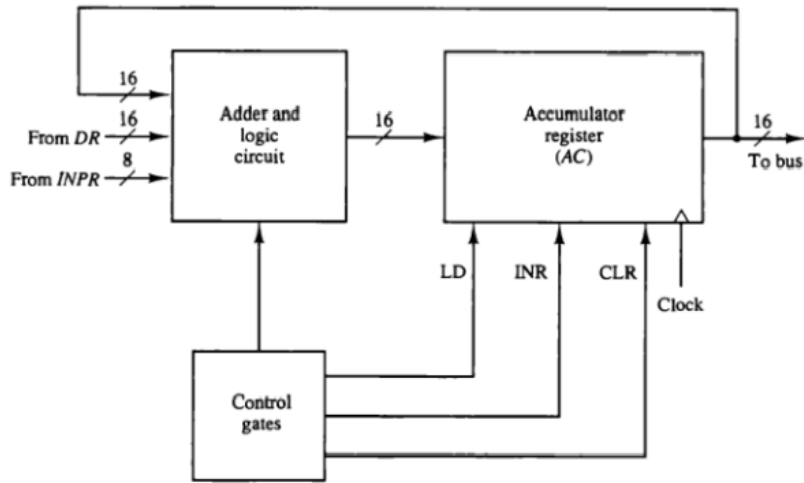 16
16
From DR
8
From INPR
Adder and
logic
circuit
16
Accumulator
register
(AC)
16
To bus
LD
INR
CLR
Clock
Control
gates